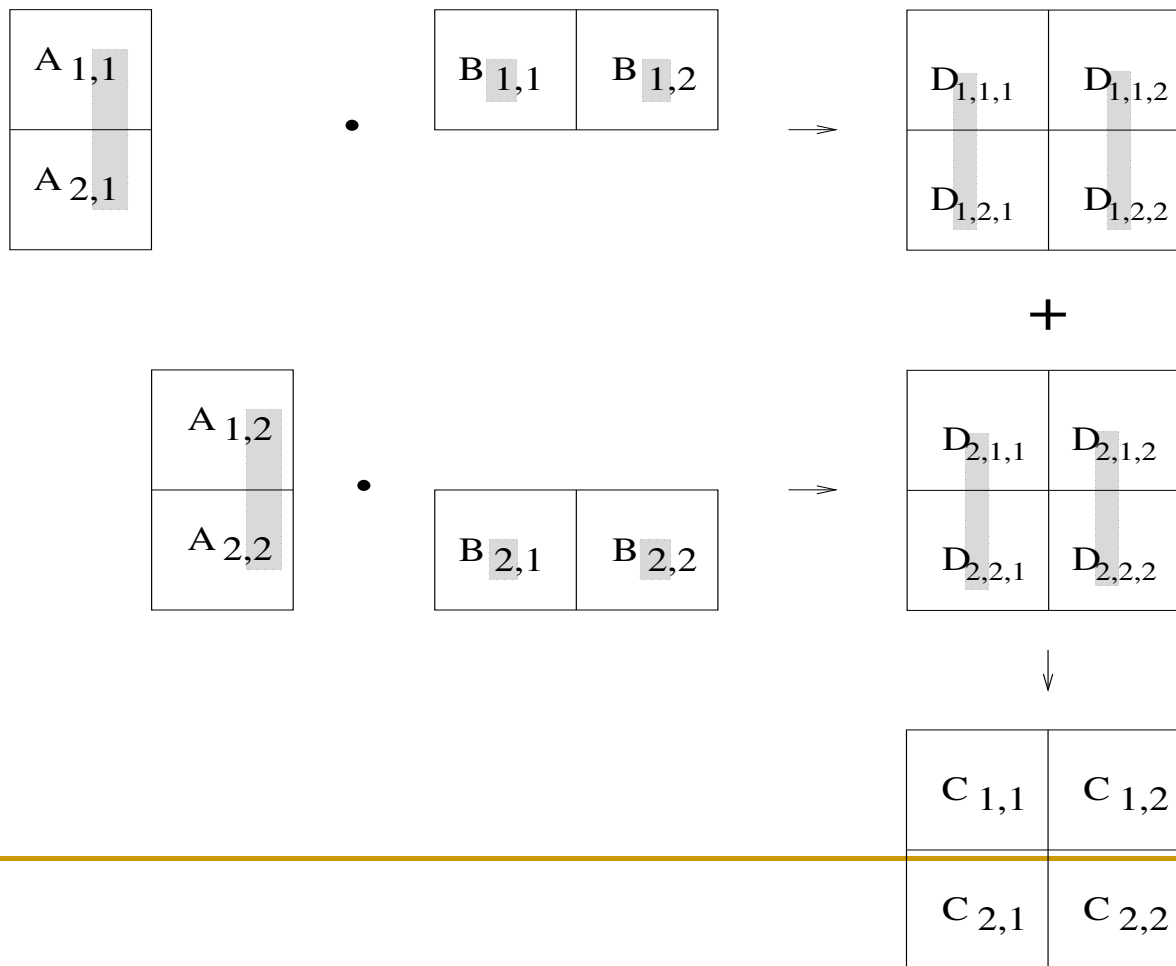 A 1,1 • B 1,1 B 1,2 → D1,1,1 D1,1,2
A 2,1 D1,2,1 D1,2,2
+
A 1,2 • B 2,1 B 2,2 → D2,1,1 D2,1,2
A 2,2 D2,2,1 D2,2,2
↓
C 1,1 C 1,2
C 2,1 C 2,2